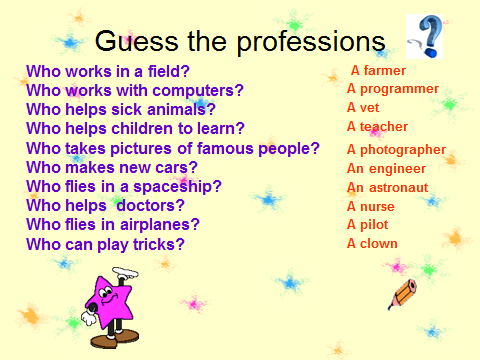 Guess the professions
Who works in a field? A farmer
Who works with computers? A programmer
Who helps sick animals? A vet
Who helps children to learn? A teacher
Who takes pictures of famous people? A photographer
Who makes new cars? An engineer
Who flies in a spaceship? An astronaut
Who helps doctors? A nurse
Who flies in airplanes? A pilot
Who can play tricks? A clown